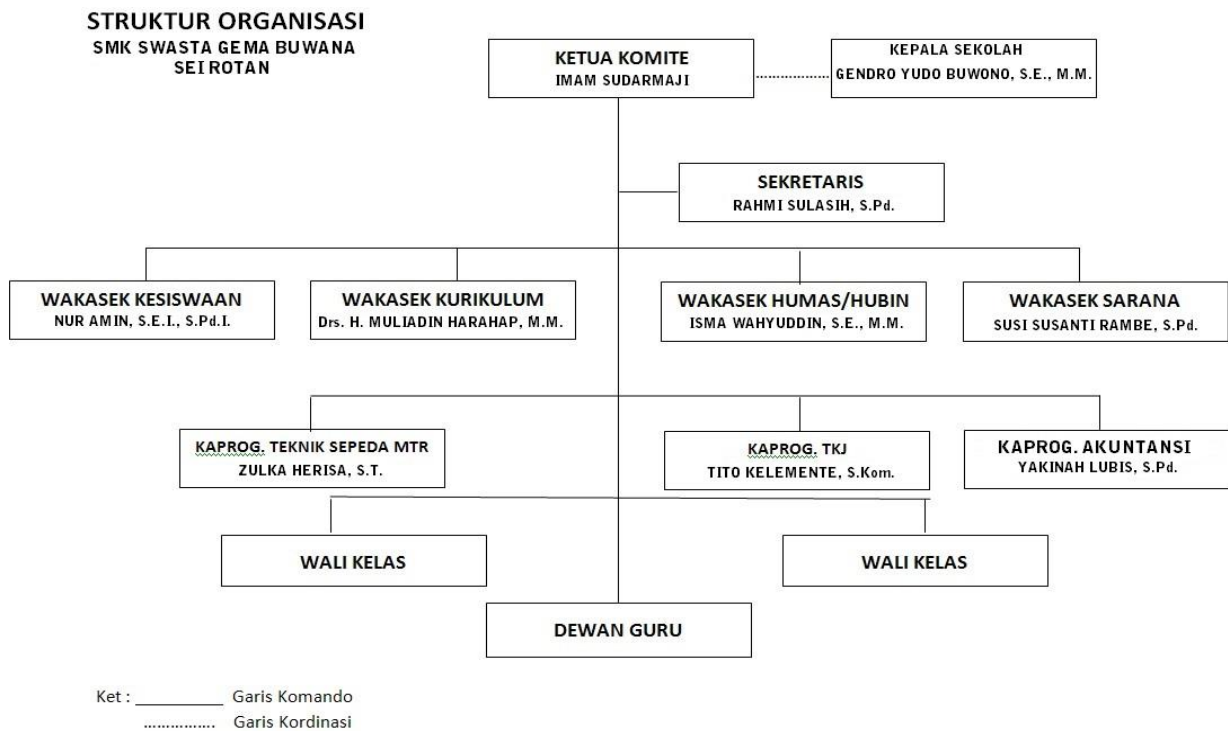 STRUKTUR ORGANISASI
SMK SWASTA GEMA BUWANA
SEI ROTAN
KETUA KOMITE
IMAM SUDARMAJI
KEPALA SEKOLAH
GENDRO YUDO BUWONO, S.E., M.M.
SEKRETARIS
RAHMI SULASIH, S.Pd.
WAKASEK KESISWAAN
NUR AMIN, S.E.I., S.Pd.I.
WAKASEK KURIKULUM
Drs. H. MULIADIN HARAHAP, M.M.
WAKASEK HUMAS/HUBIN
ISMA WAHYUDDIN, S.E., M.M.
WAKASEK SARANA
SUSI SUSANTI RAMBE, S.Pd.
KAPROG. TEKNIK SEPEDA MTR
ZULKA HERISA, S.T.
KAPROG. TKJ
TITO KELEMENTE, S.Kom.
KAPROG. AKUNTANSI
YAKINAH LUBIS, S.Pd.
WALI KELAS
WALI KELAS
DEWAN GURU
Ket : __________ Garis Komando
................ Garis Kordinasi